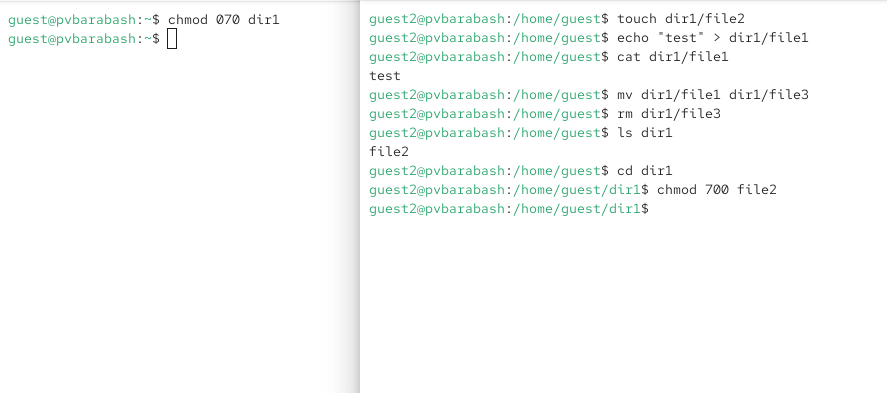 guest@pvbarabash:~$ chmod 070 dir1
guest@pvbarabash:~$
guest2@pvbarabash:/home/guest$ touch dir1/file2
guest2@pvbarabash:/home/guest$ echo "test" > dir1/file1
guest2@pvbarabash:/home/guest$ cat dir1/file1
test
guest2@pvbarabash:/home/guest$ mv dir1/file1 dir1/file3
guest2@pvbarabash:/home/guest$ rm dir1/file3
guest2@pvbarabash:/home/guest$ ls dir1
file2
guest2@pvbarabash:/home/guest$ cd dir1
guest2@pvbarabash:/home/guest/dir1$ chmod 700 file2
guest2@pvbarabash:/home/guest/dir1$